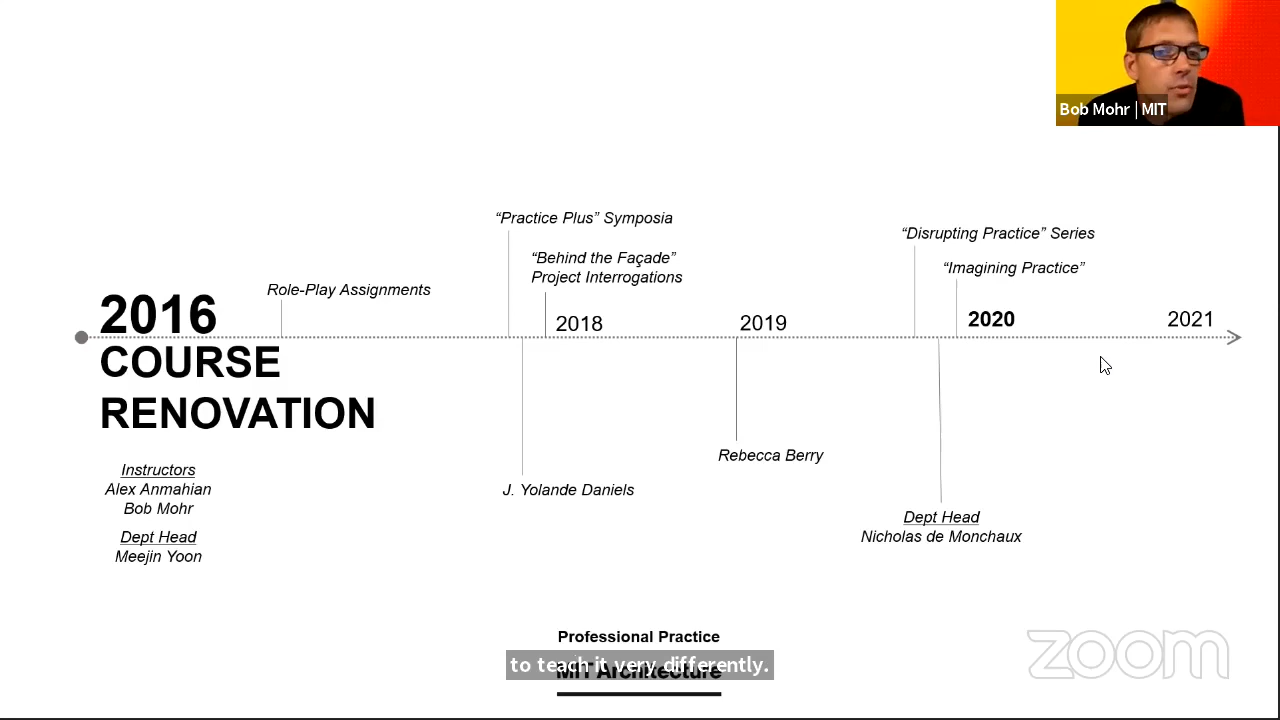 Bob Mohr | MIT
“Practice Plus” Symposia
“Disrupting Practice” Series
“Behind the Façade”
Project Interrogations
“Imagining Practice”
Role-Play Assignments
2016
2018
2019
2020
2021
COURSE
RENOVATION
Rebecca Berry
Instructors
Alex Anmahian
Bob Mohr
J. Yolande Daniels
Dept Head
Nicholas de Monchaux
Dept Head
Meejin Yoon
Professional Practice
to teach it very differently.
MIT Architecture
zoom